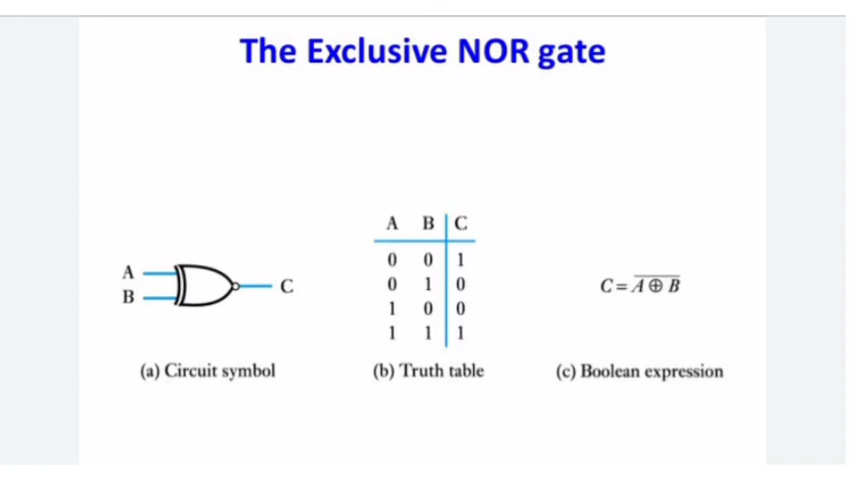 The Exclusive NOR gate
A
B
C
A B C
0 0 1
0 1 0
1 0 0
1 1 1
C = \overline{A ⊕ B}
(a) Circuit symbol
(b) Truth table
(c) Boolean expression